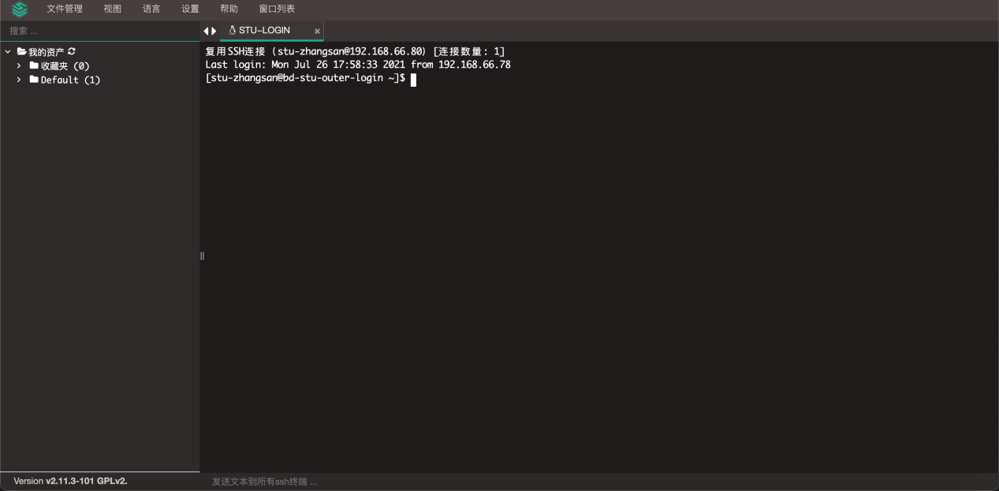 文件管理 视图 语言 设置 帮助 窗口列表
搜索 ...
STU-LOGIN ×
我的资产
收藏夹 (0)
Default (1)
复用SSH连接 (stu-zhangsan@192.168.66.80) [连接数量: 1]
Last login: Mon Jul 26 17:58:33 2021 from 192.168.66.78
[stu-zhangsan@bd-stu-outer-login ~]$
Version v2.11.3-101 GPLv2.
发送文本到所有ssh终端 ...